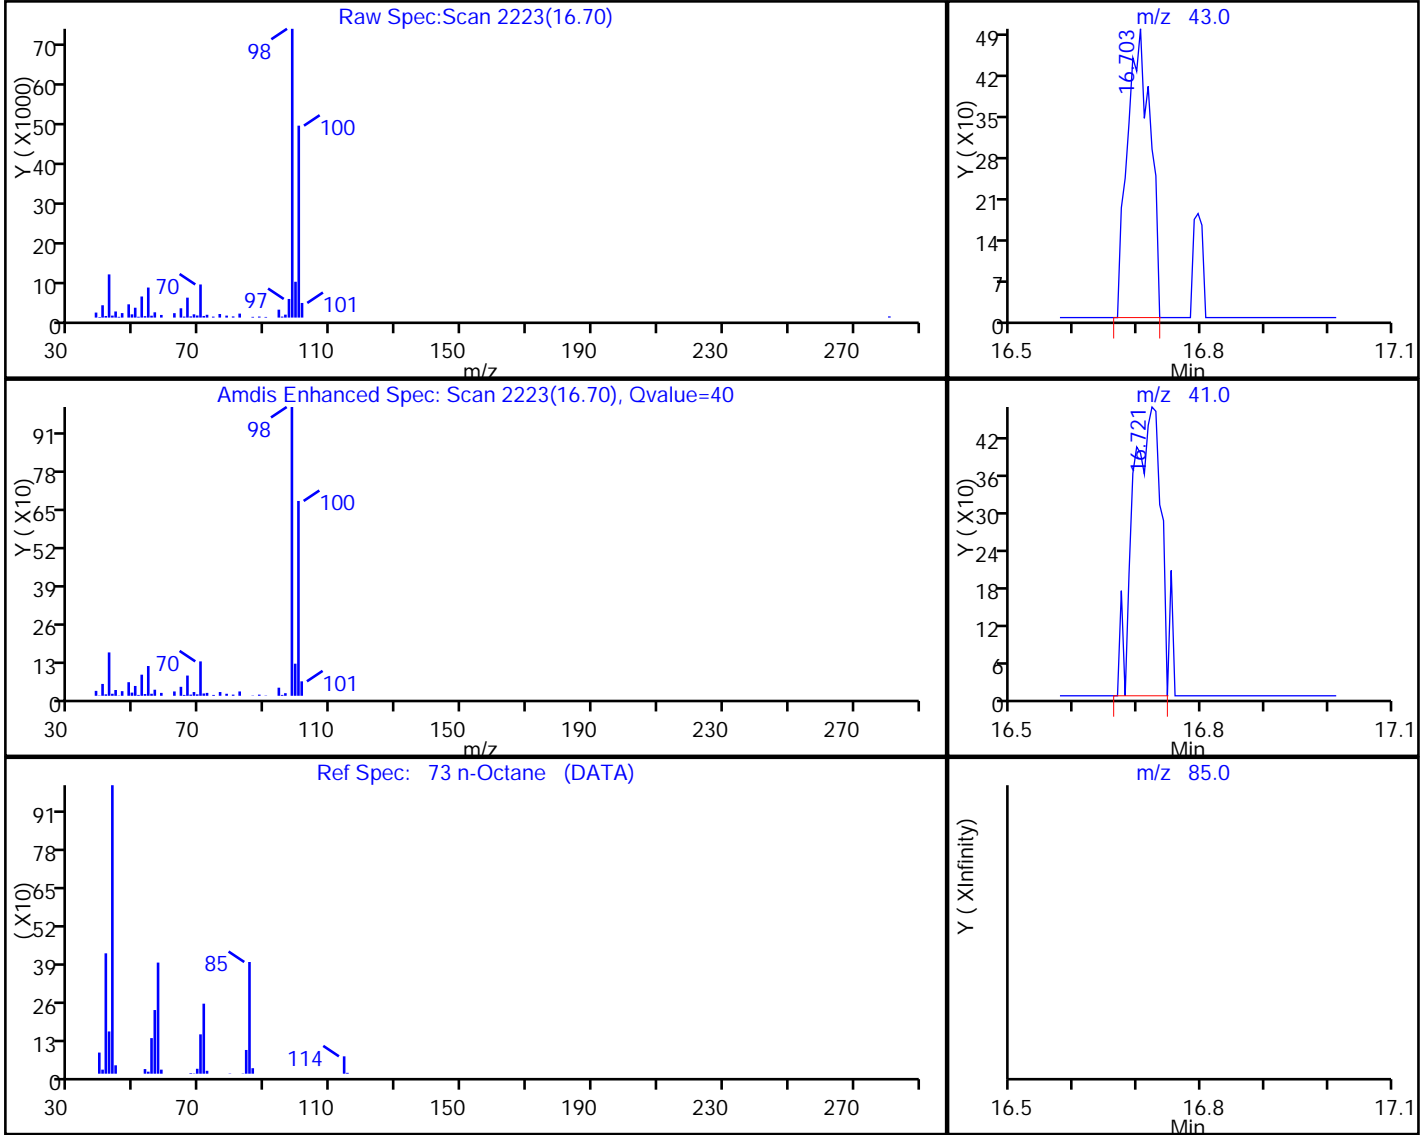 Raw Spec:Scan 2223(16.70)
Y ( X1000)
70
60
50
40
30
20
10
0
98
100
70
97
101
30 70 110 150 190 230 270
m/z
m/z 43.0
Y ( X10)
49
42
35
28
21
14
7
0
16.703
16.5 16.8 17.1
Min
Amdis Enhanced Spec: Scan 2223(16.70), Qvalue=40
Y ( X10)
91
78
65
52
39
26
13
0
98
100
70
101
30 70 110 150 190 230 270
m/z
m/z 41.0
Y ( X10)
42
36
30
24
18
12
6
0
16.721
16.5 16.8 17.1
Min
Ref Spec: 73 n-Octane (DATA)
( X10)
91
78
65
52
39
26
13
0
85
114
30 70 110 150 190 230 270
m/z 85.0
Y ( XInfinity)
16.5 16.8 17.1
Min